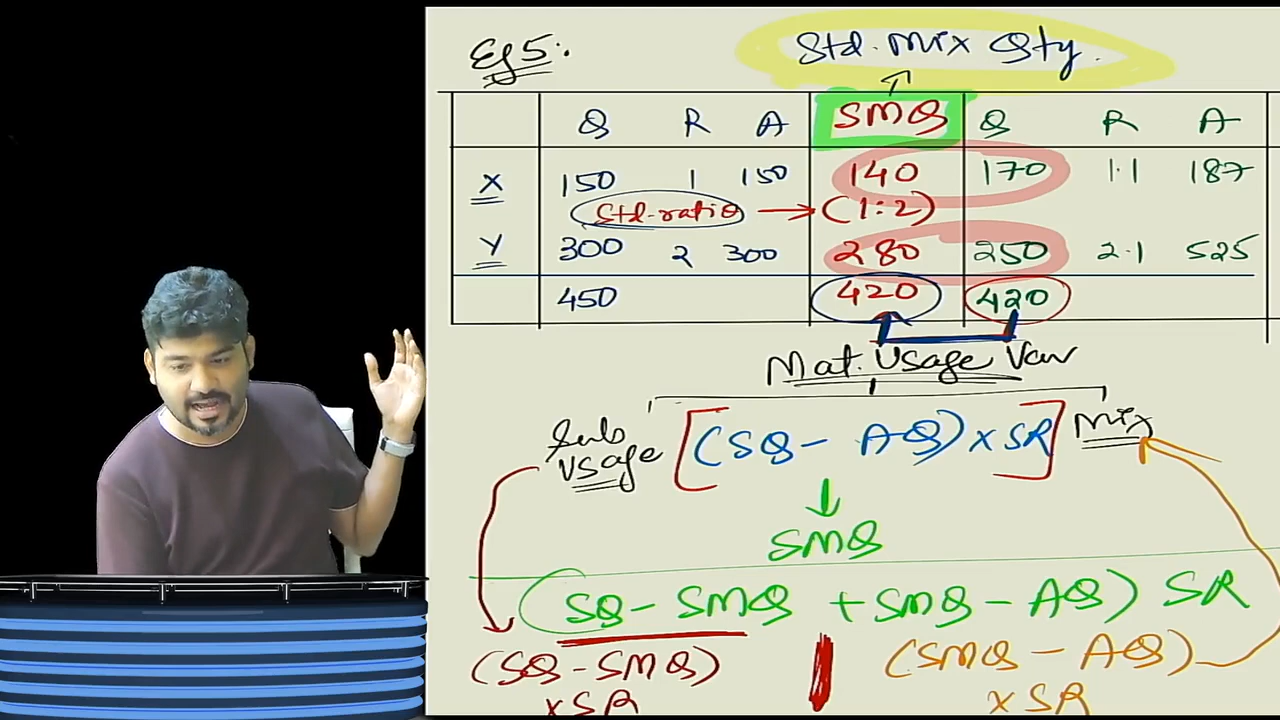 Eg 5:.
Std. Mix Qty.
Q R A SMQ Q R A
X 150 1 150 140 170 1.1 187
Std-ratio → (1:2)
Y 300 2 300 280 250 2.1 525
450 420 420
Mat. Usage Var
Sub Usage [(SQ - AQ) x SR] Mix
SMQ
(SQ - SMQ + SMQ - AQ) SR
(SQ - SMQ) (SMQ - AQ)
x SR x SR